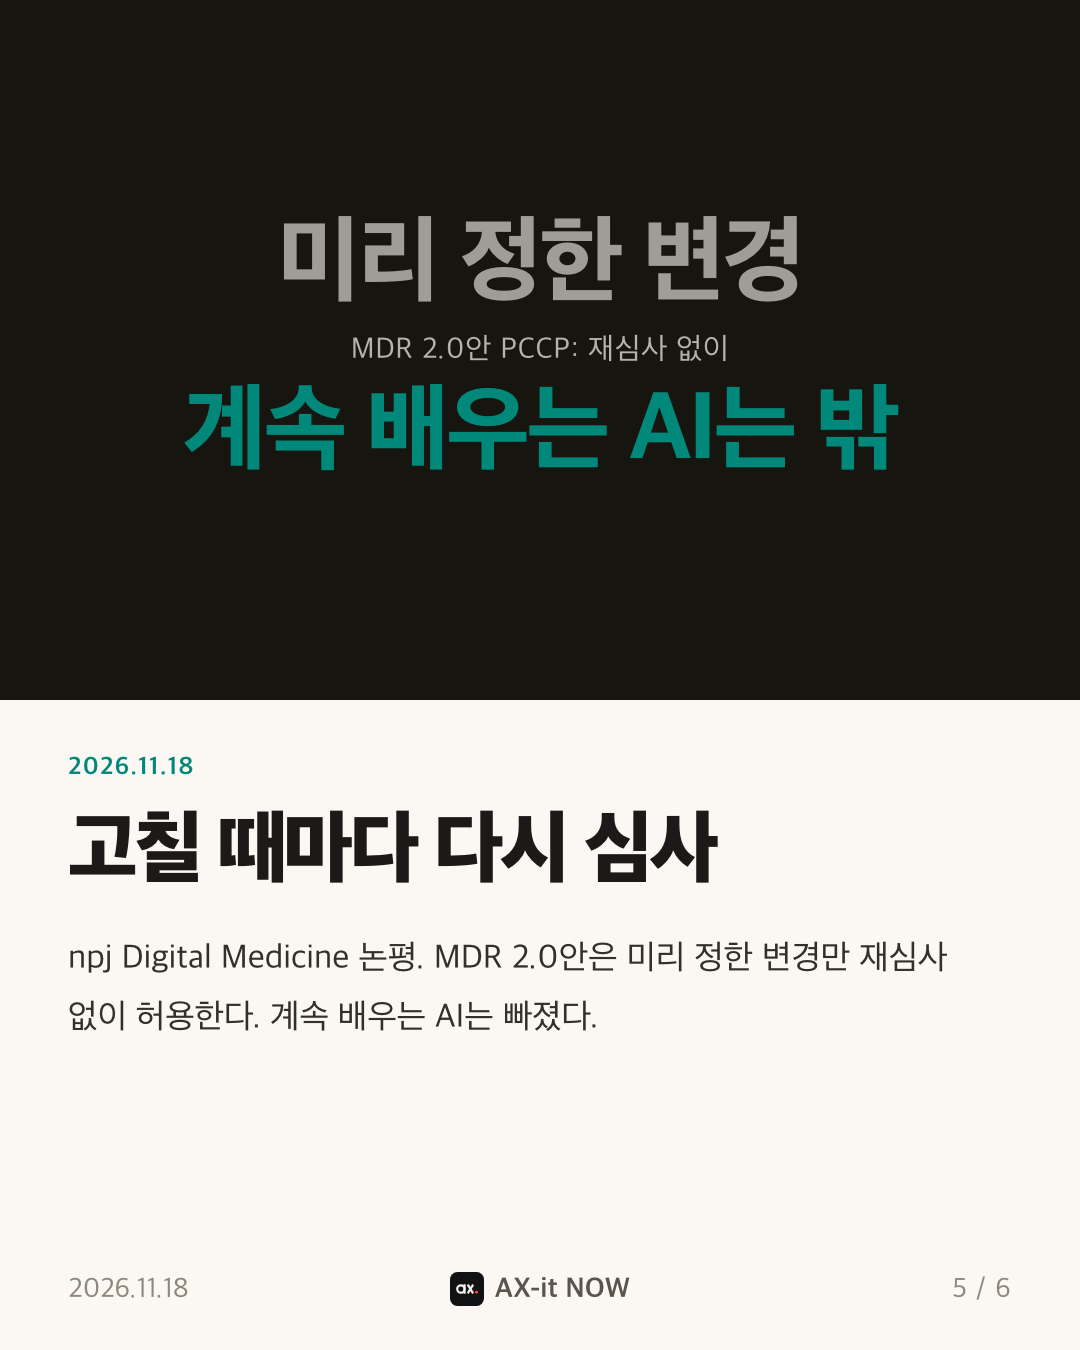 미리 정한 변경
MDR 2.0안 PCCP: 재심사 없이
계속 배우는 AI는 밖
2026.11.18
고칠 때마다 다시 심사
npj Digital Medicine 논평. MDR 2.0안은 미리 정한 변경만 재심사
없이 허용한다. 계속 배우는 AI는 빠졌다.
2026.11.18
ax. AX-it NOW
5 / 6